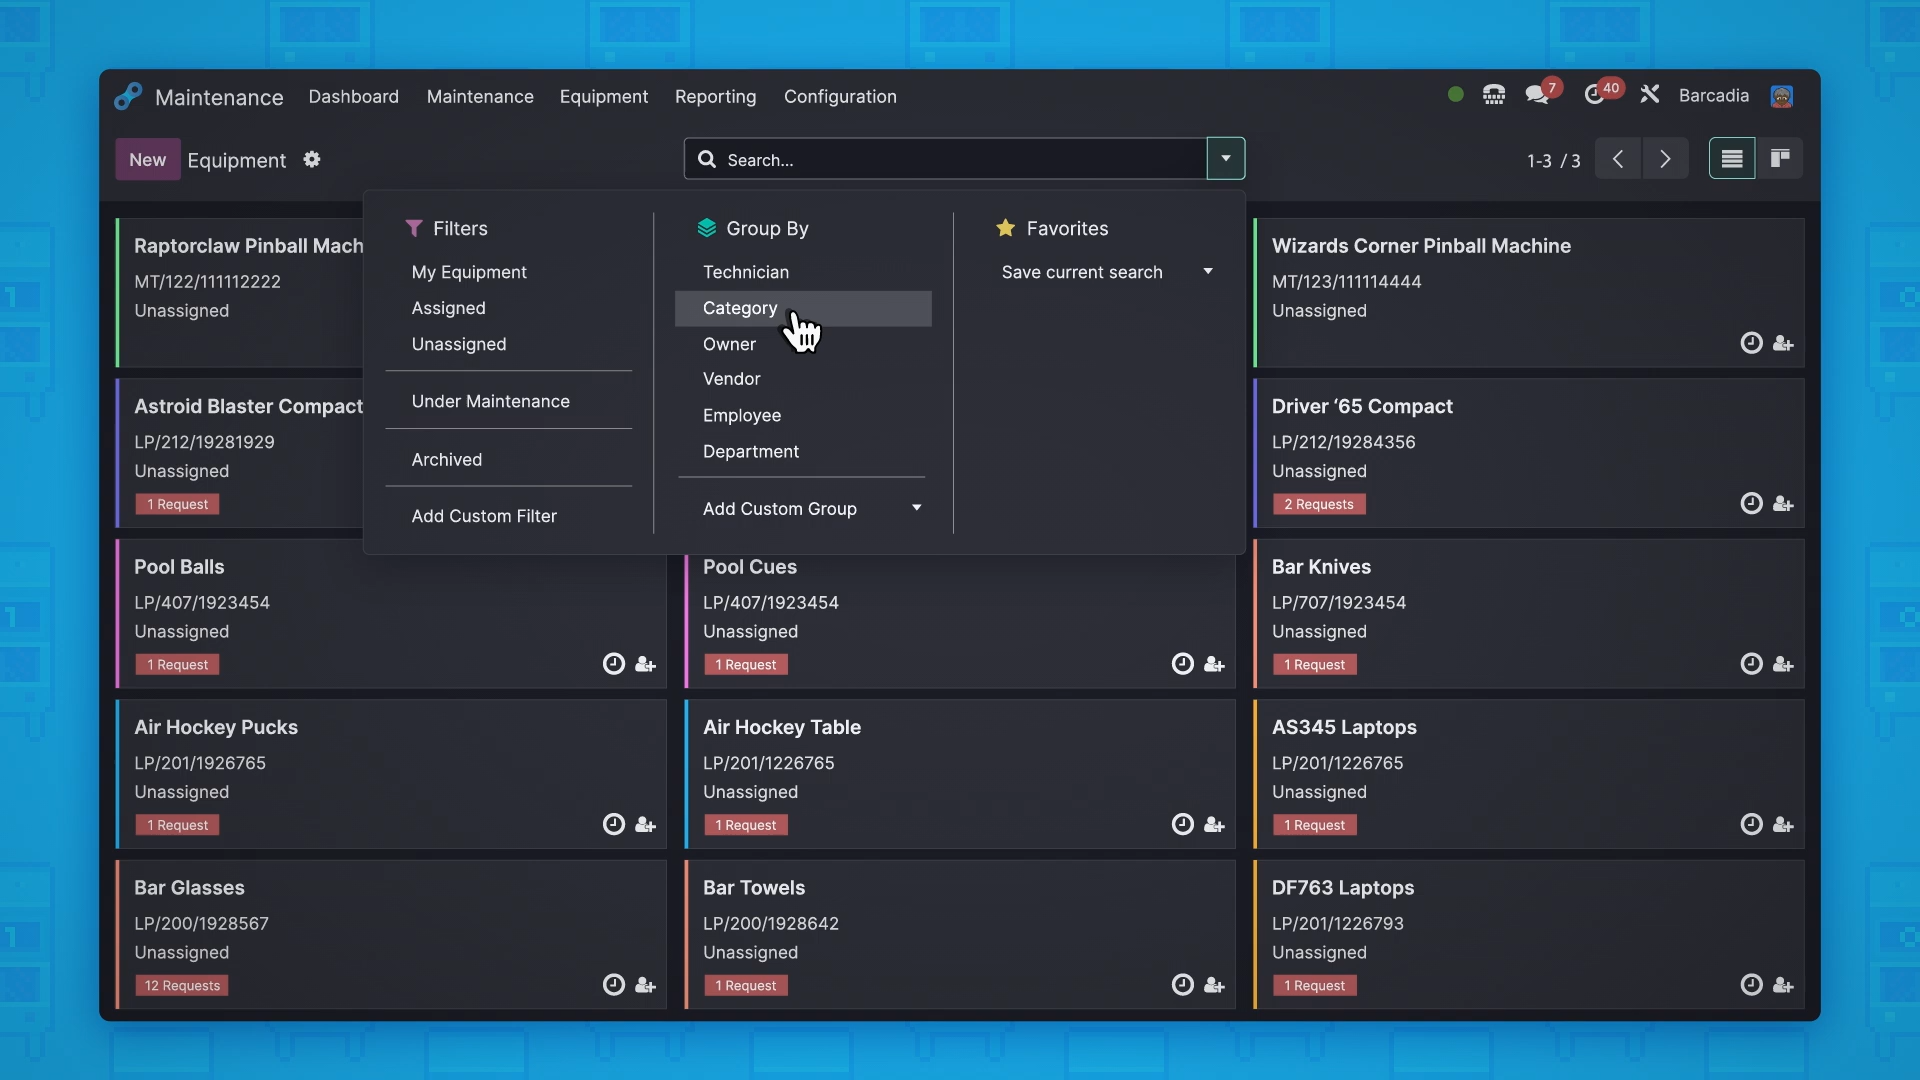 Maintenance Dashboard Maintenance Equipment Reporting Configuration 7 40 Barcadia
New Equipment Search... 1-3 / 3
Filters
My Equipment
Assigned
Unassigned
Under Maintenance
Archived
Add Custom Filter
Group By
Technician
Category
Owner
Vendor
Employee
Department
Add Custom Group
Favorites
Save current search
Raptorclaw Pinball Mach
MT/122/111112222
Unassigned
Wizards Corner Pinball Machine
MT/123/111114444
Unassigned
Astroid Blaster Compact
LP/212/19281929
Unassigned
1 Request
Driver ‘65 Compact
LP/212/19284356
Unassigned
2 Requests
Pool Balls
LP/407/1923454
Unassigned
1 Request
Pool Cues
LP/407/1923454
Unassigned
1 Request
Bar Knives
LP/707/1923454
Unassigned
1 Request
Air Hockey Pucks
LP/201/1926765
Unassigned
1 Request
Air Hockey Table
LP/201/1226765
Unassigned
1 Request
AS345 Laptops
LP/201/1226765
Unassigned
1 Request
Bar Glasses
LP/200/1928567
Unassigned
12 Requests
Bar Towels
LP/200/1928642
Unassigned
1 Request
DF763 Laptops
LP/201/1226793
Unassigned
1 Request